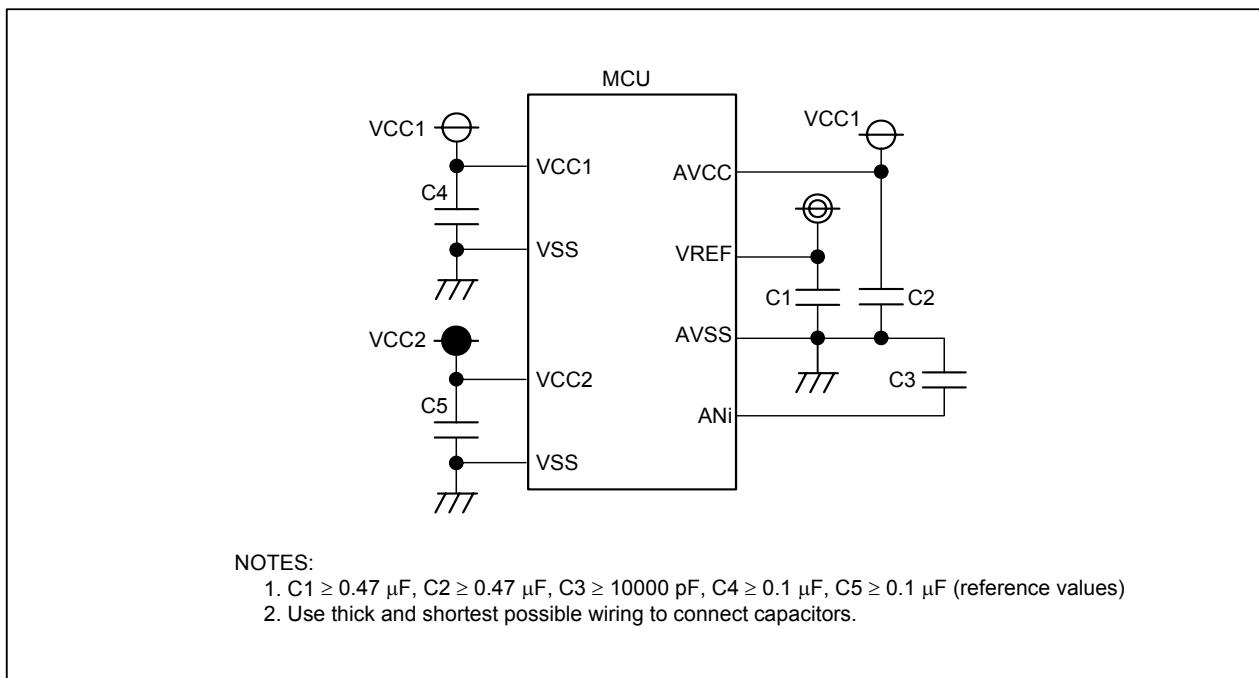 MCU
VCC1
VCC1
C4
VSS
VCC2
VCC2
C5
VSS
VCC1
AVCC
VREF
C1
C2
AVSS
C3
ANi
NOTES:
1. C1 ≥ 0.47 μF, C2 ≥ 0.47 μF, C3 ≥ 10000 pF, C4 ≥ 0.1 μF, C5 ≥ 0.1 μF (reference values)
2. Use thick and shortest possible wiring to connect capacitors.